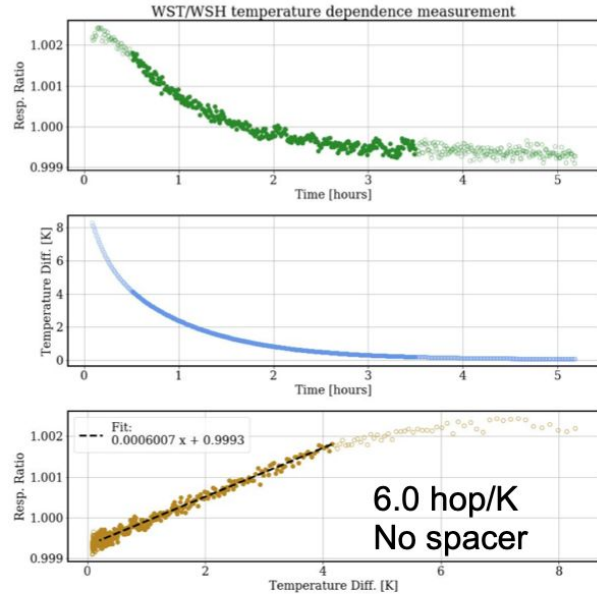 WST/WSH temperature dependence measurement
Resp. Ratio
1.002
1.001
1.000
0.999
0 1 2 3 4 5
Time [hours]
Temperature Diff. [K]
8
6
4
2
0
0 1 2 3 4 5
Time [hours]
Resp. Ratio
1.002
1.001
1.000
0.999
Fit:
0.0006007 x + 0.9993
6.0 hop/K
No spacer
0 2 4 6 8
Temperature Diff. [K]